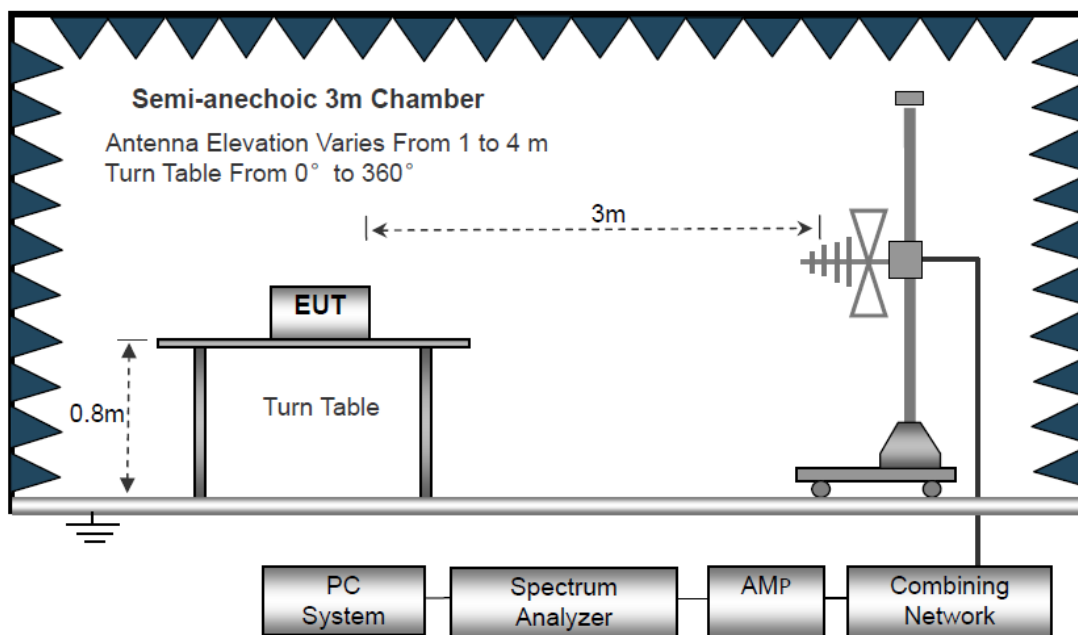 Semi-anechoic 3m Chamber
Antenna Elevation Varies From 1 to 4 m
Turn Table From 0° to 360°
3m
EUT
0.8m
Turn Table
PC
System
Spectrum
Analyzer
AMP
Combining
Network